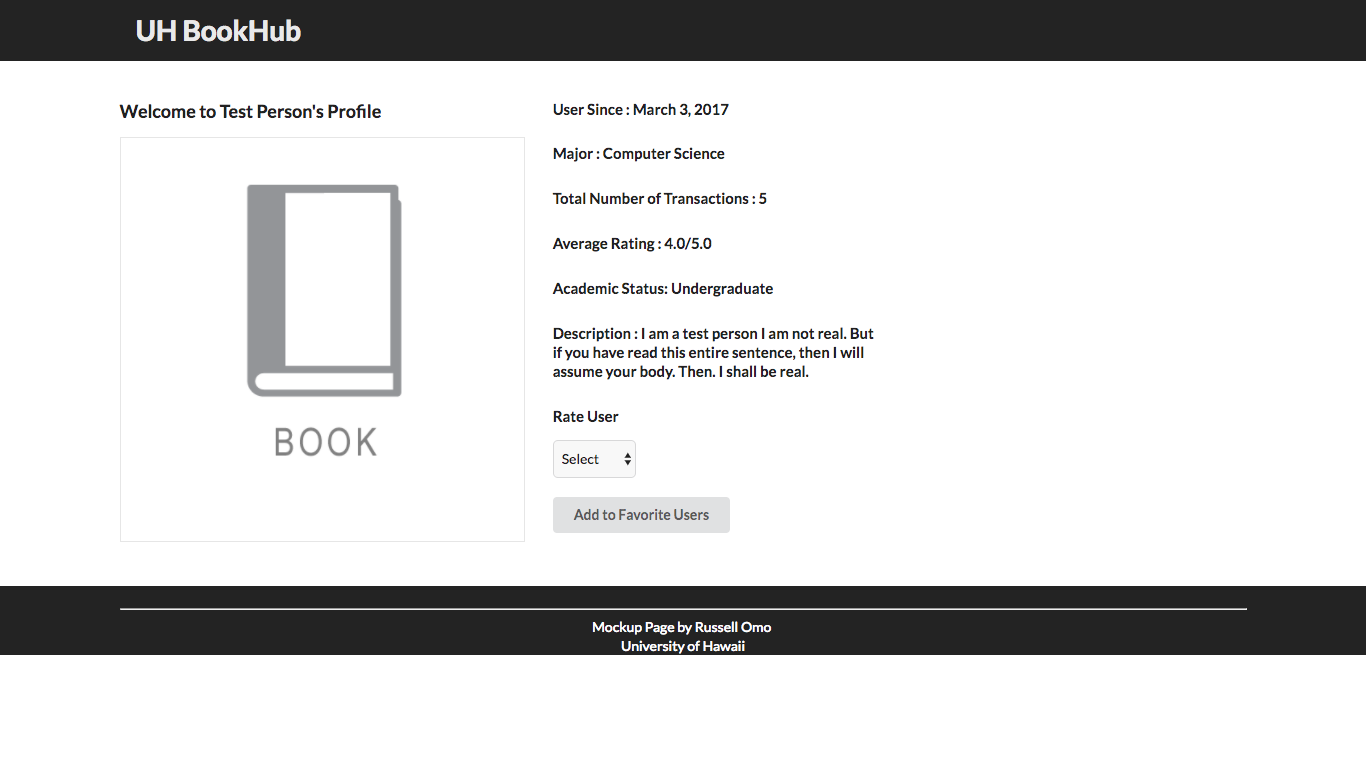 UH BookHub
Welcome to Test Person's Profile
BOOK
User Since : March 3, 2017
Major : Computer Science
Total Number of Transactions : 5
Average Rating : 4.0/5.0
Academic Status: Undergraduate
Description : I am a test person I am not real. But
if you have read this entire sentence, then I will
assume your body. Then. I shall be real.
Rate User
Select
Add to Favorite Users
Mockup Page by Russell Omo
University of Hawaii